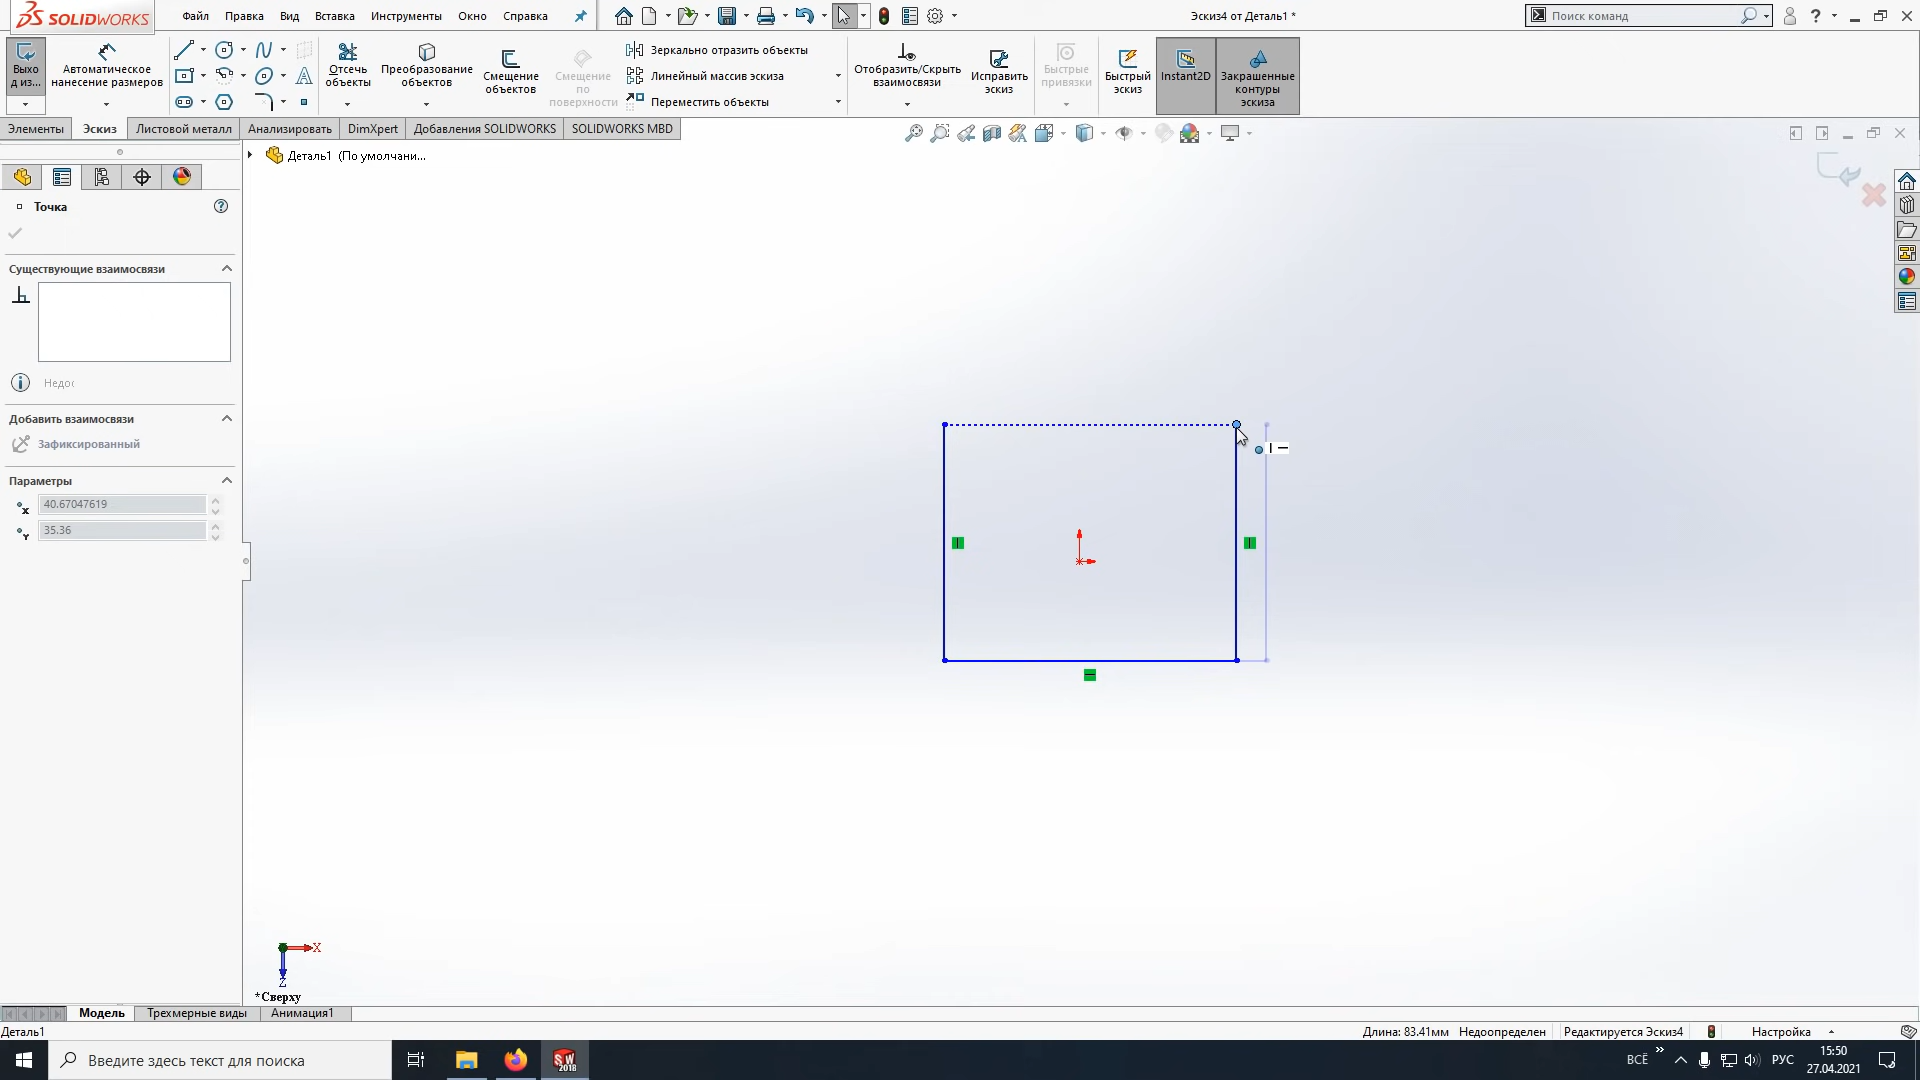 SOLIDWORKS
Файл
Правка
Вид
Вставка
Инструменты
Окно
Справка
Эскиз4 от Деталь1 *
Поиск команд
Выхо
д из...
Автоматическое
нанесение размеров
Отсечь
объекты
Преобразование
объектов
Смещение
объектов
Смещение
по
поверхности
Зеркально отразить объекты
Линейный массив эскиза
Переместить объекты
Отобразить/Скрыть
взаимосвязи
Исправить
эскиз
Быстрые
привязки
Быстрый
эскиз
Instant2D
Закрашенные
контуры
эскиза
Элементы
Эскиз
Листовой металл
Анализировать
DimXpert
Добавления SOLIDWORKS
SOLIDWORKS MBD
Деталь1 (По умолчани...
Точка
Существующие взаимосвязи
Недос
Добавить взаимосвязи
Зафиксированный
Параметры
x
40.67047619
Y
35.36
X
Z
*Сверху
Модель
Трехмерные виды
Анимация1
Деталь1
Длина: 83.41мм
Недоопределен
Редактируется Эскиз4
Настройка
Введите здесь текст для поиска
SW
2018
ВСЁ
РУС
15:50
27.04.2021